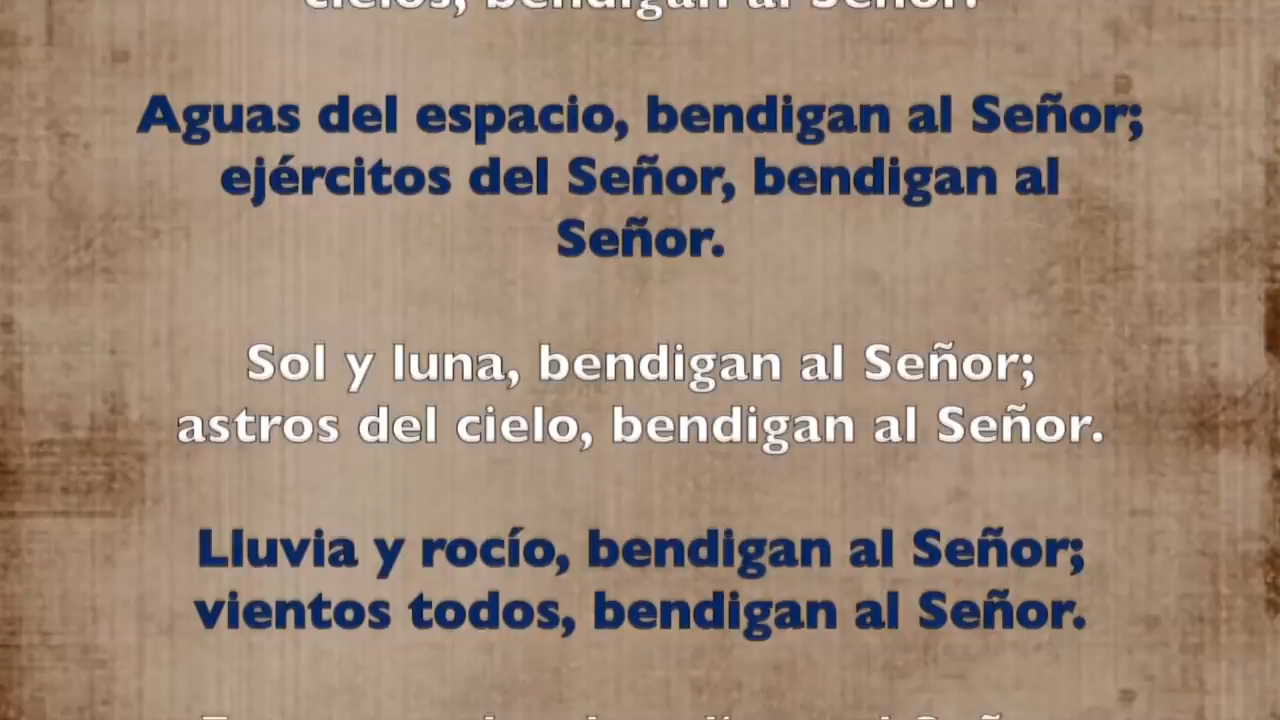 cielos, bendigan al Señor.
Aguas del espacio, bendigan al Señor;
ejércitos del Señor, bendigan al
Señor.
Sol y luna, bendigan al Señor;
astros del cielo, bendigan al Señor.
Lluvia y rocío, bendigan al Señor;
vientos todos, bendigan al Señor.